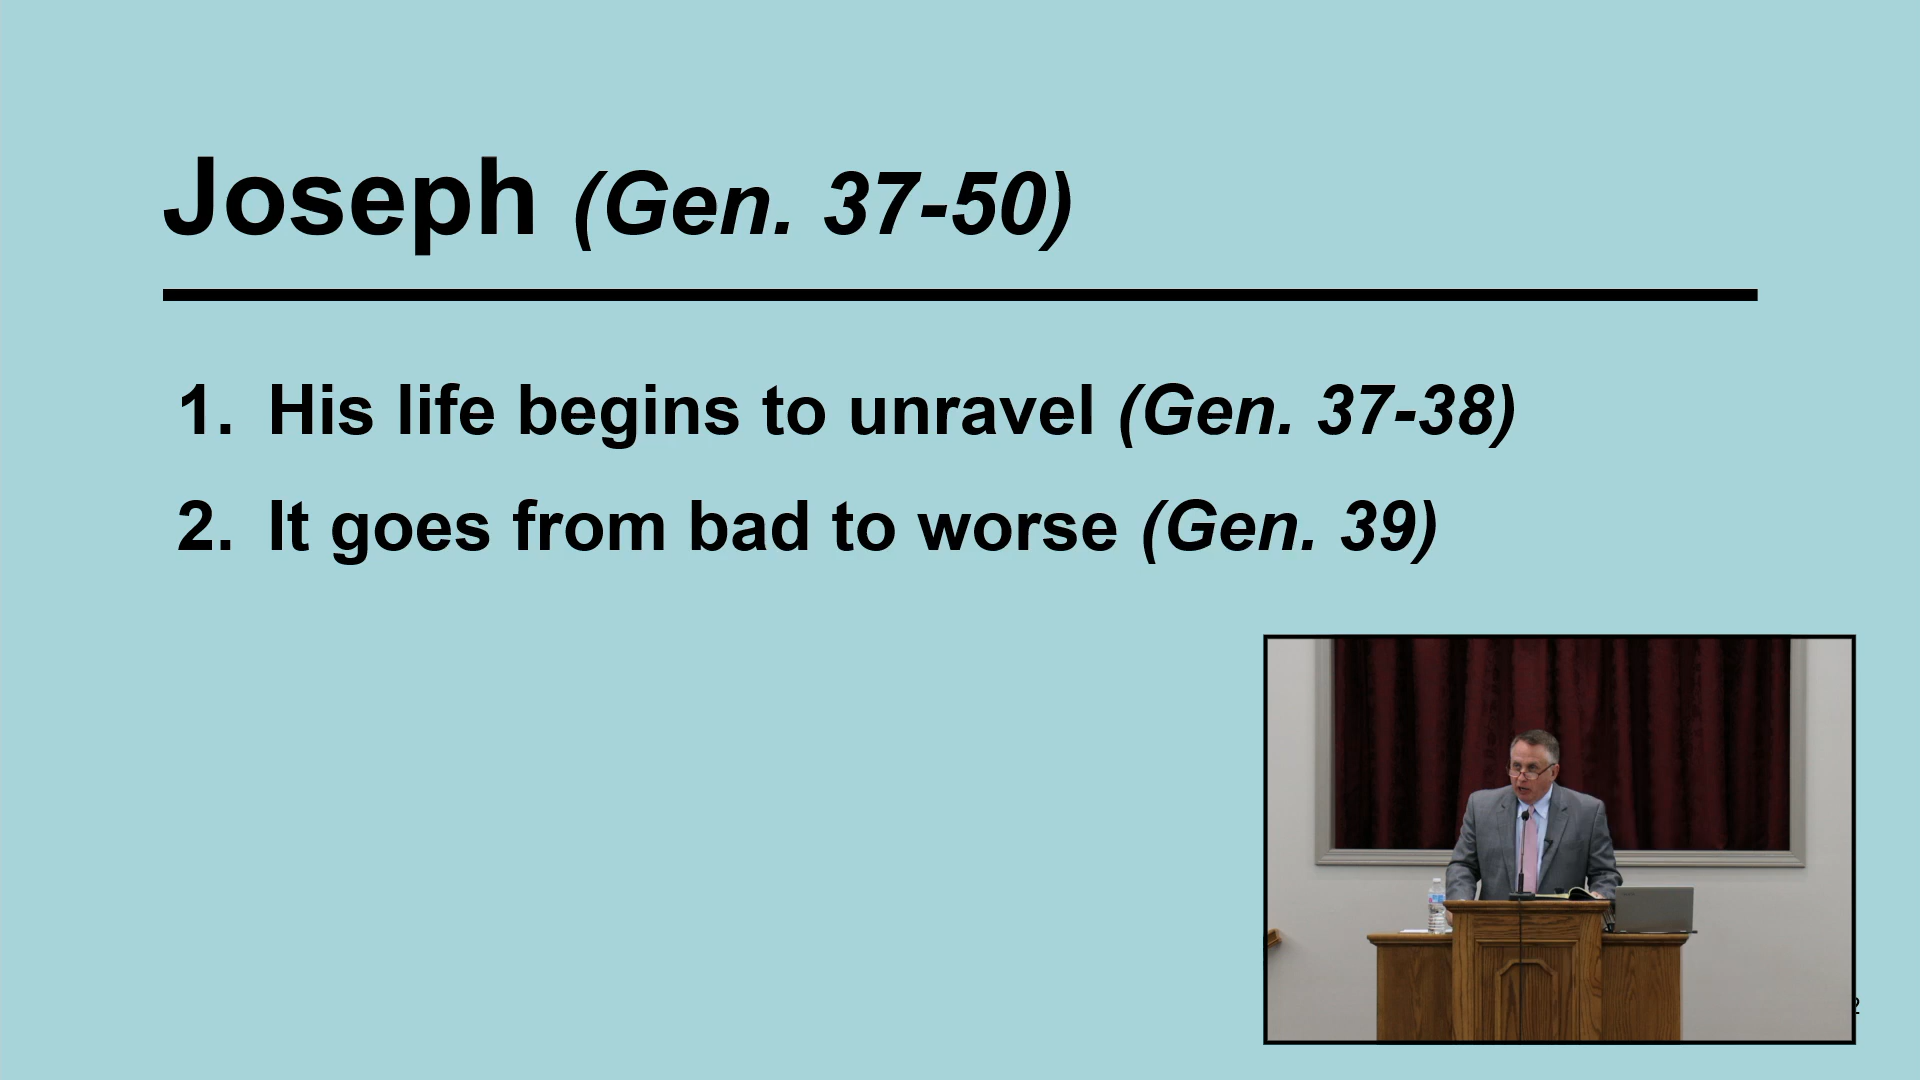 Joseph (Gen. 37-50)
1. His life begins to unravel (Gen. 37-38)
2. It goes from bad to worse (Gen. 39)